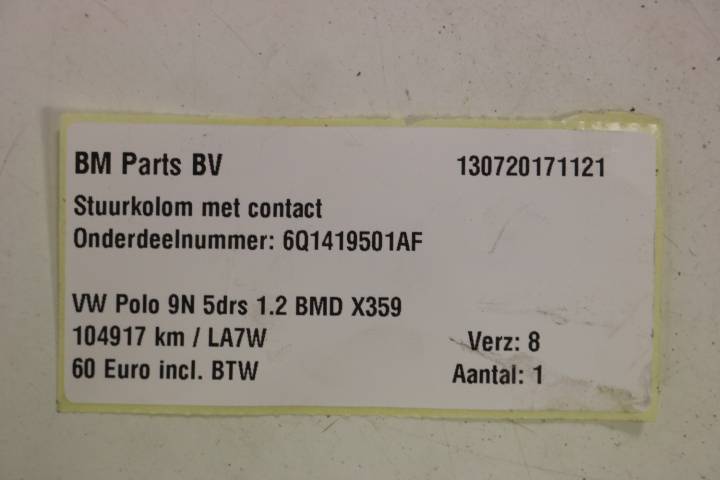 BM Parts BV 130720171121
Stuurkolom met contact
Onderdeelnummer: 6Q1419501AF
VW Polo 9N 5drs 1.2 BMD X359
104917 km / LA7W Verz: 8
60 Euro incl. BTW Aantal: 1